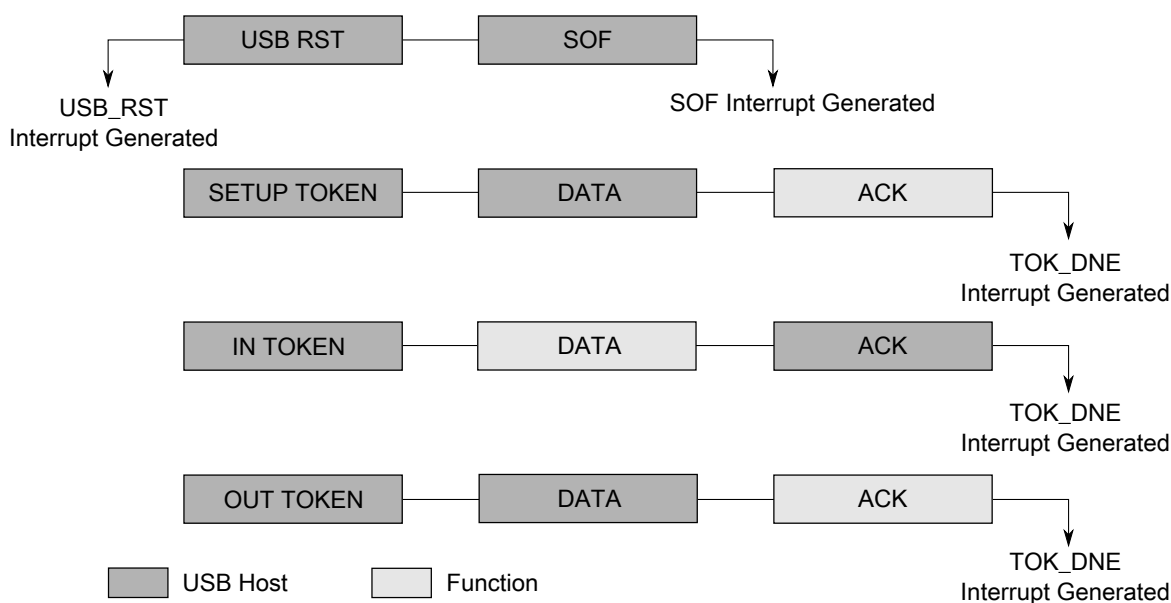 USB RST
SOF
USB_RST
Interrupt Generated
SOF Interrupt Generated
SETUP TOKEN
DATA
ACK
TOK_DNE
Interrupt Generated
IN TOKEN
DATA
ACK
TOK_DNE
Interrupt Generated
OUT TOKEN
DATA
ACK
TOK_DNE
Interrupt Generated
USB Host
Function